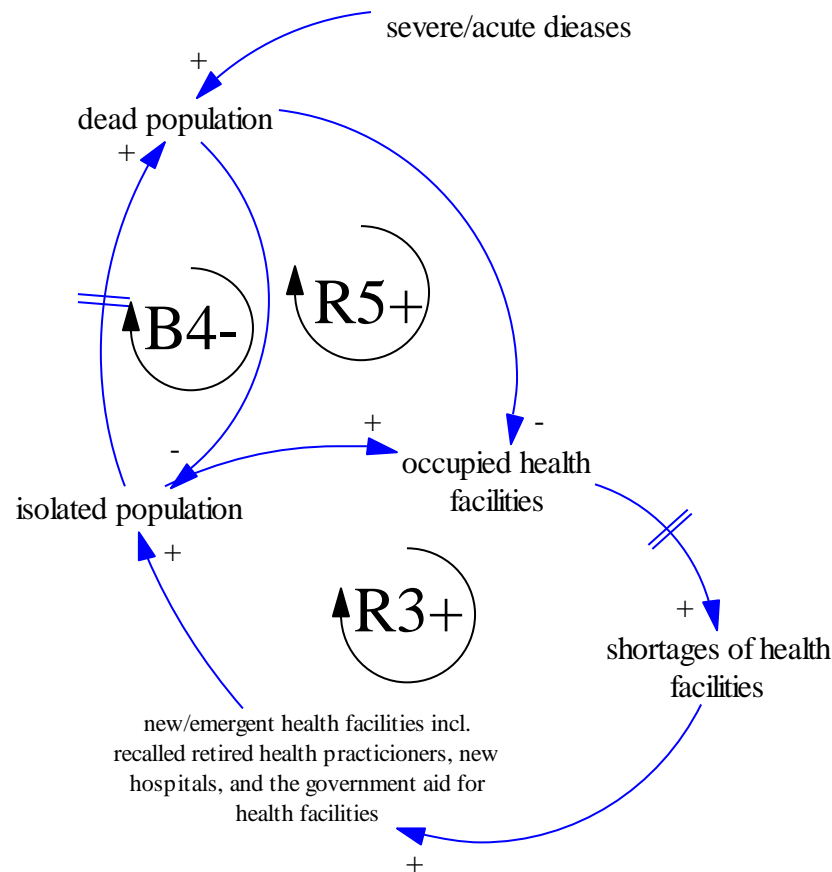 severe/acute dieases
+
dead population
+
R5+
B4-
+
-
-
occupied health
facilities
isolated population
+
R3+
+
shortages of health
facilities
new/emergent health facilities incl.
recalled retired health practicioners, new
hospitals, and the government aid for
health facilities
+